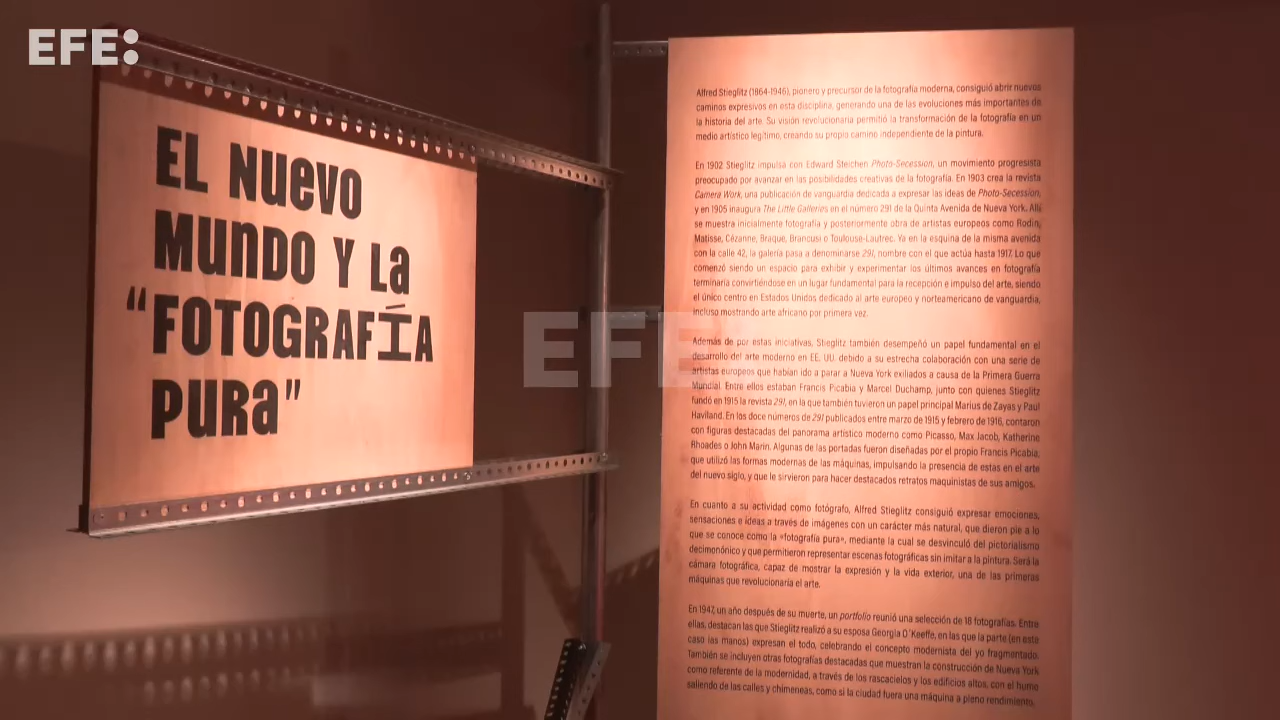 EFE:
EL NUEVO
MUNDO Y La
“FOTOGRAFÍA
PURa”
Alfred Stieglitz (1864-1946), pionero y precursor de la fotografía moderna, consiguió abrir nuevos
caminos expresivos en esta disciplina, generando una de las evoluciones más importantes de
la historia del arte. Su visión revolucionaria permitió la transformación de la fotografía en un
medio artístico legítimo, creando su propio camino independiente de la pintura.
En 1902 Stieglitz impulsa con Edward Steichen Photo-Secession, un movimiento progresista
preocupado por avanzar en las posibilidades creativas de la fotografía. En 1903 crea la revista
Camera Work, una publicación de vanguardia dedicada a expresar las ideas de Photo-Secession,
y en 1905 inaugura The Little Galleries en el número 291 de la Quinta Avenida de Nueva York. Allí
se muestra inicialmente fotografía y posteriormente obra de artistas europeos como Rodin,
Matisse, Cézanne, Braque, Brancusi o Toulouse-Lautrec. Ya en la esquina de la misma avenida
con la calle 42, la galería pasa a denominarse 291, nombre con el que actúa hasta 1917. Lo que
comenzó siendo un espacio para exhibir y experimentar los últimos avances en fotografía
terminaría convirtiéndose en un lugar fundamental para la recepción e impulso del arte, siendo
el único centro en Estados Unidos dedicado al arte europeo y norteamericano de vanguardia,
incluso mostrando arte africano por primera vez.
EFE:
Además de por estas iniciativas, Stieglitz también desempeñó un papel fundamental en el
desarrollo del arte moderno en EE. UU. debido a su estrecha colaboración con una serie de
artistas europeos que habían ido a parar a Nueva York exiliados a causa de la Primera Guerra
Mundial. Entre ellos estaban Francis Picabia y Marcel Duchamp, junto con quienes Stieglitz
fundó en 1915 la revista 291, en la que también tuvieron un papel principal Marius de Zayas y Paul
Haviland. En los doce números de 291 publicados entre marzo de 1915 y febrero de 1916, contaron
con figuras destacadas del panorama artístico moderno como Picasso, Max Jacob, Katherine
Rhoades o John Marin. Algunas de las portadas fueron diseñadas por el propio Francis Picabia,
que utilizó las formas modernas de las máquinas, impulsando la presencia de estas en el arte
del nuevo siglo, y que le sirvieron para hacer destacados retratos maquinistas de sus amigos.
En cuanto a su actividad como fotógrafo, Alfred Stieglitz consiguió expresar emociones,
sensaciones e ideas a través de imágenes con un carácter más natural, que dieron pie a lo
que se conoce como la «fotografía pura», mediante la cual se desvinculó del pictorialismo
decimonónico y que permitieron representar escenas fotográficas sin imitar a la pintura. Será la
cámara fotográfica, capaz de mostrar la expresión y la vida exterior, una de las primeras
máquinas que revolucionaría el arte.
En 1947, un año después de su muerte, un portfolio reunió una selección de 18 fotografías. Entre
ellas, destacan las que Stieglitz realizó a su esposa Georgia O´Keeffe, en las que la parte (en este
caso las manos) expresan el todo, celebrando el concepto modernista del yo fragmentado.
También se incluyen otras fotografías destacadas que muestran la construcción de Nueva York
como referente de la modernidad, a través de los rascacielos y los edificios altos, con el humo
saliendo de las calles y chimeneas, como si la ciudad fuera una máquina a pleno rendimiento.